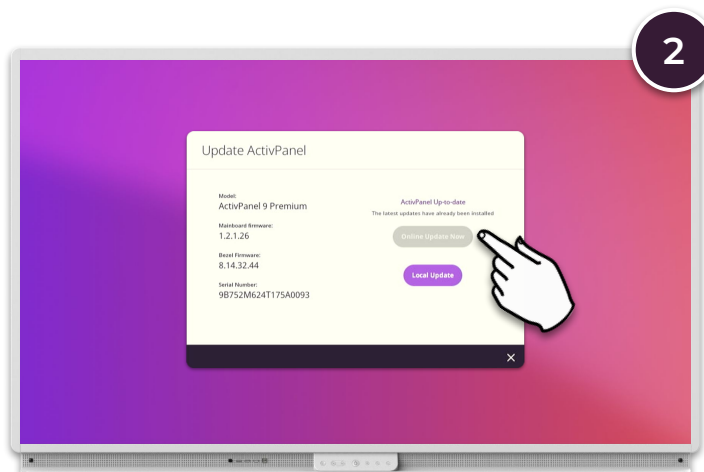 2
Update ActivPanel
Model:
ActivPanel 9 Premium
Mainboard firmware:
1.2.1.26
Bezel Firmware:
8.14.32.44
Serial Number:
9B752M624T175A0093
ActivPanel Up-to-date
The latest updates have already been Installed
Online Update Now
Local Update